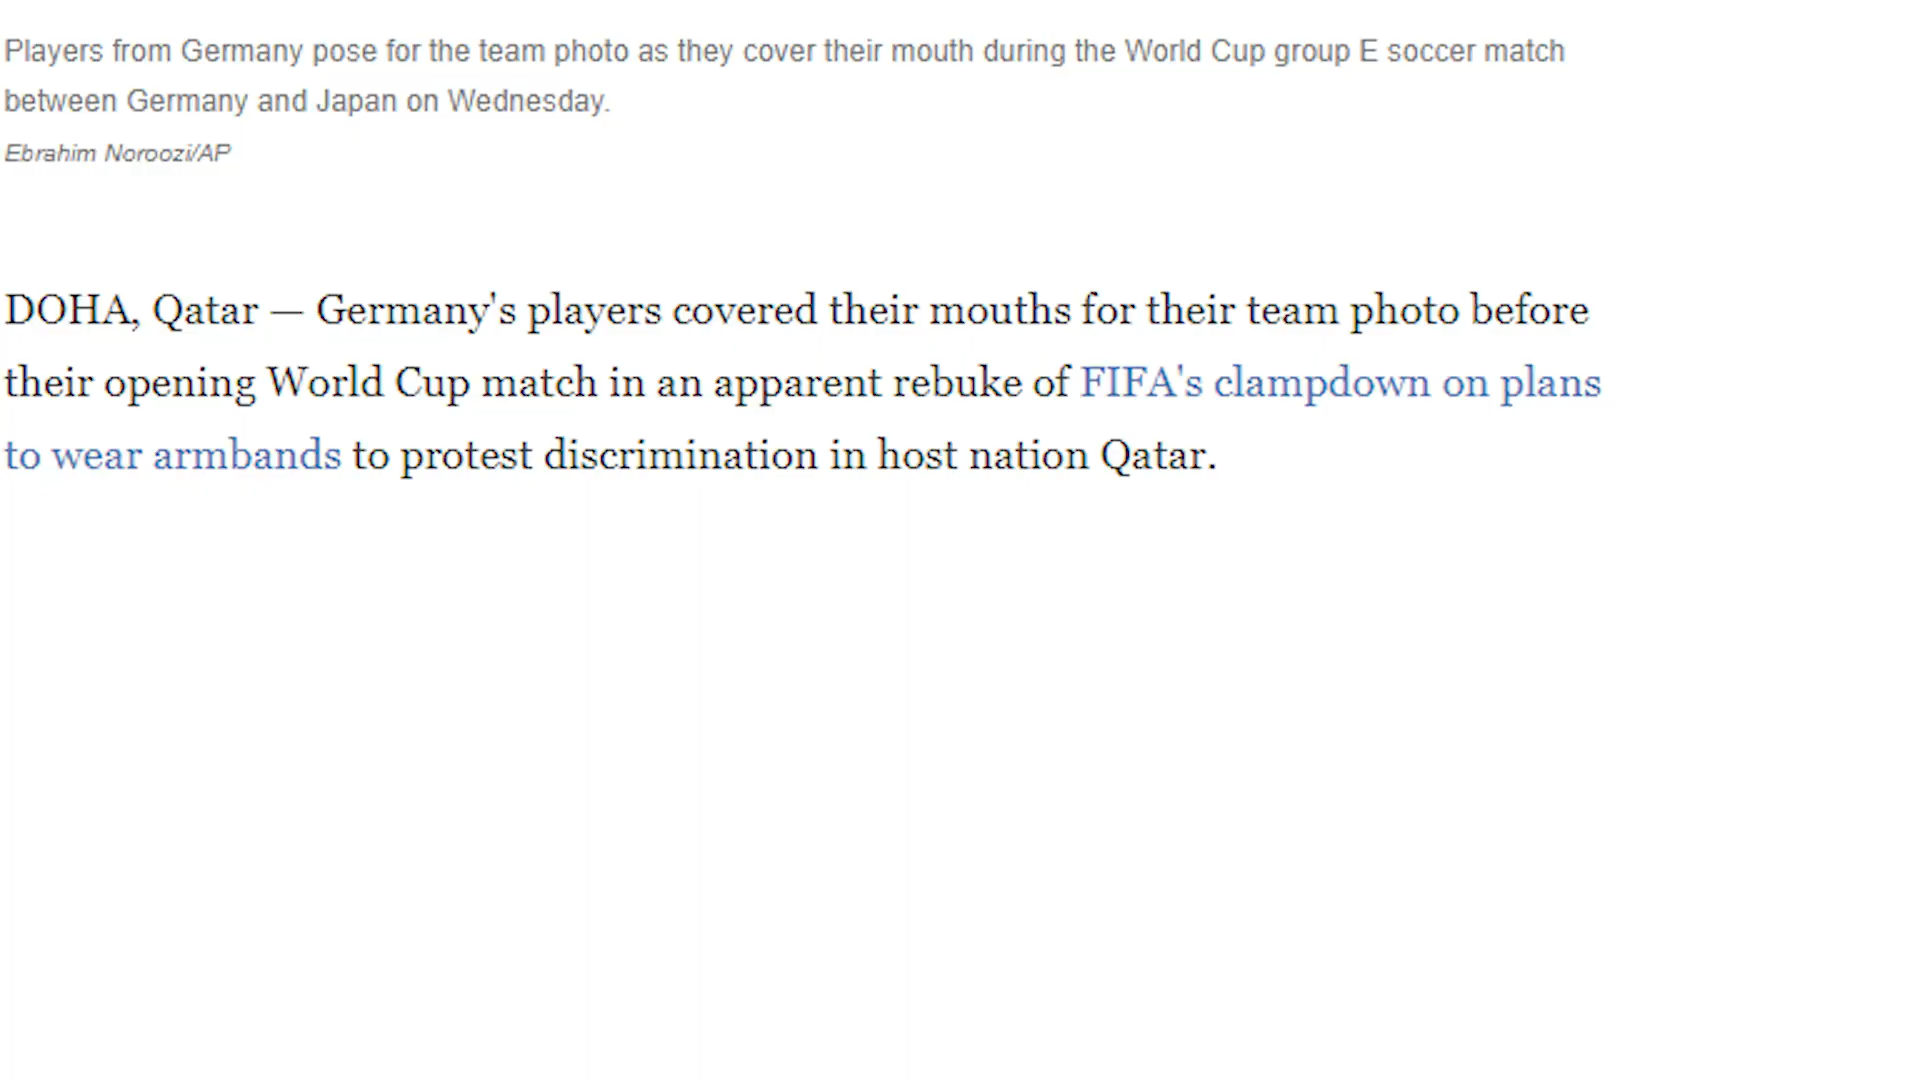 Players from Germany pose for the team photo as they cover their mouth during the World Cup group E soccer match
between Germany and Japan on Wednesday.
Ebrahim Noroozi/AP
DOHA, Qatar — Germany's players covered their mouths for their team photo before
their opening World Cup match in an apparent rebuke of FIFA's clampdown on plans
to wear armbands to protest discrimination in host nation Qatar.